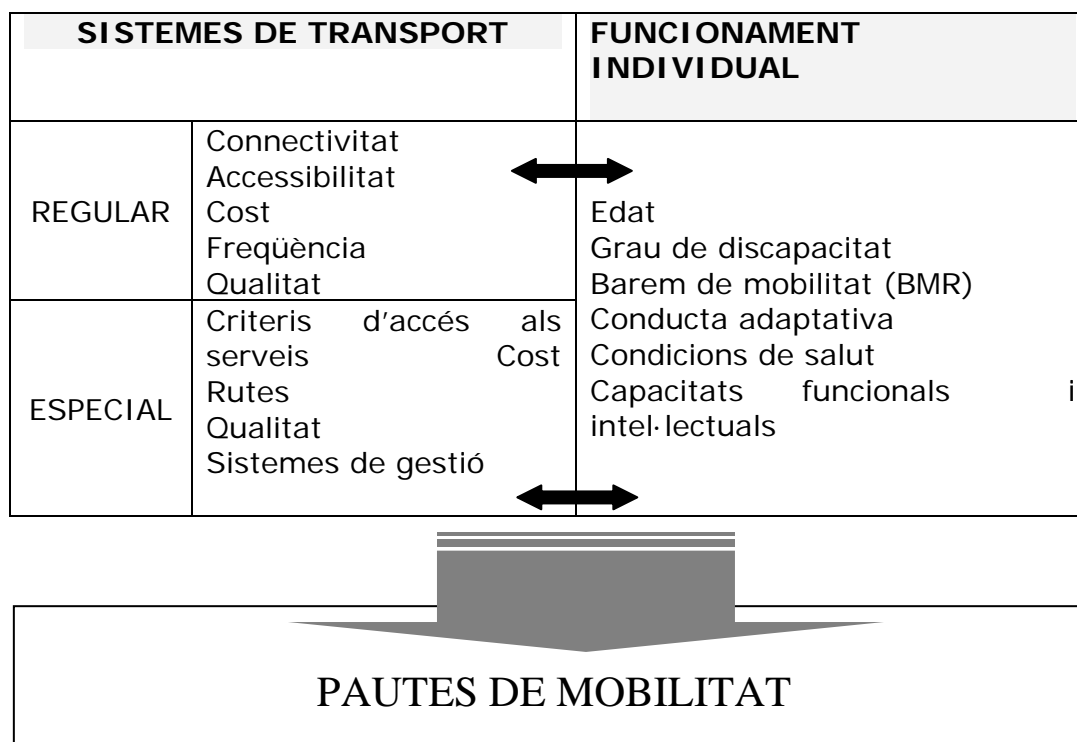 SISTEMES DE TRANSPORT
FUNCIONAMENT
INDIVIDUAL
REGULAR
Connectivitat
Accessibilitat
Cost
Freqüència
Qualitat
ESPECIAL
Criteris d'accés als
serveis Cost
Rutes
Qualitat
Sistemes de gestió
Edat
Grau de discapacitat
Barem de mobilitat (BMR)
Conducta adaptativa
Condicions de salut
Capacitats funcionals i
intel·lectuals
PAUTES DE MOBILITAT